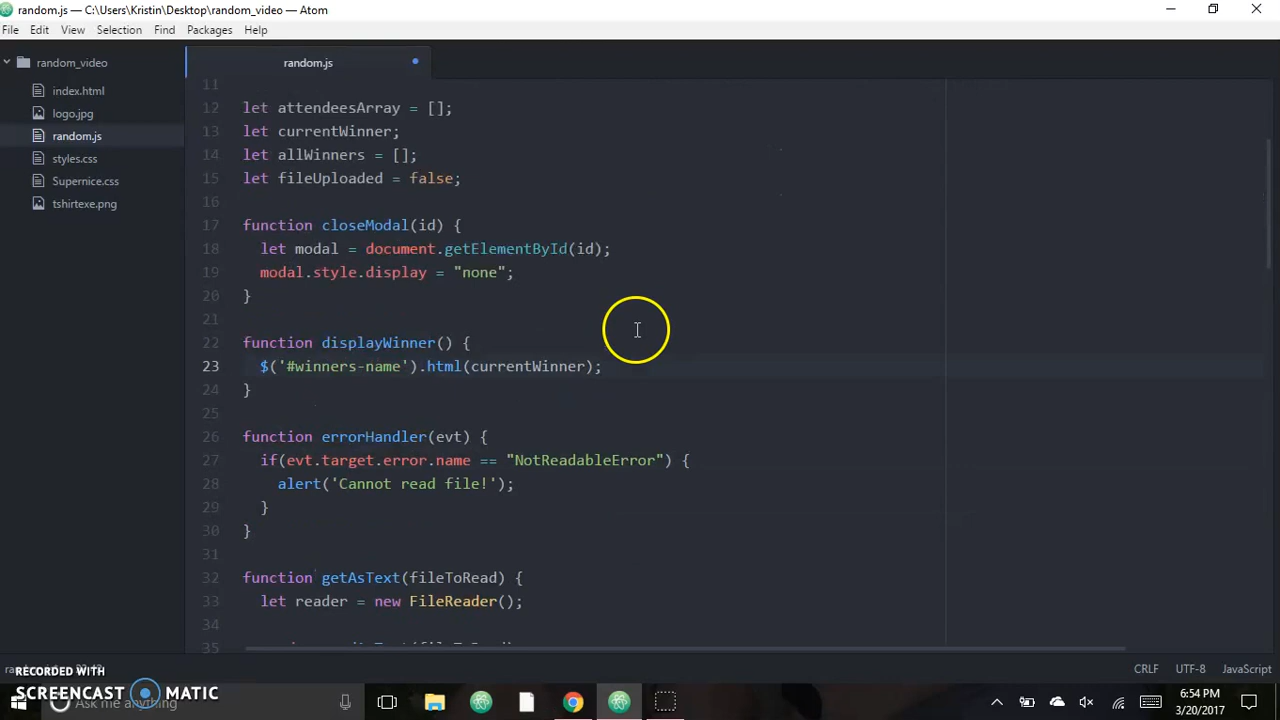 random.js — C:\Users\Kristin\Desktop\random_video — Atom
File Edit View Selection Find Packages Help
random_video
index.html
logo.jpg
random.js
styles.css
Supernice.css
tshirtexe.png
random.js
11
12 let attendeesArray = [];
13 let currentWinner;
14 let allWinners = [];
15 let fileUploaded = false;
16
17 function closeModal(id) {
18 let modal = document.getElementById(id);
19 modal.style.display = "none";
20 }
21
22 function displayWinner() {
23 $('#winners-name').html(currentWinner);
24 }
25
26 function errorHandler(evt) {
27 if(evt.target.error.name == "NotReadableError") {
28 alert('Cannot read file!');
29 }
30 }
31
32 function getAsText(fileToRead) {
33 let reader = new FileReader();
34
35
CRLF UTF-8 JavaScript
RECORDED WITH
SCREENCAST MATIC
Ask me anything
6:54 PM
3/20/2017